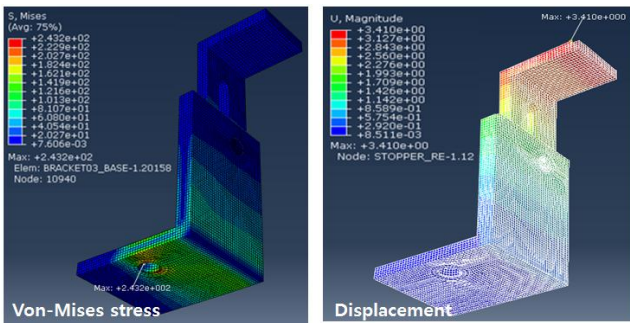 S, Mises
(Avg: 75%)
+2.432e+02
+2.229e+02
+2.027e+02
+1.824e+02
+1.621e+02
+1.419e+02
+1.216e+02
+1.013e+02
+8.107e+01
+6.080e+01
+4.054e+01
+2.027e+01
+7.606e-03
Max: +2.432e+02
Elem: BRACKET03_BASE-1.20158
Node: 10940
Max: +2.432e+002
Von-Mises stress
U, Magnitude
+3.410e+00
+3.127e+00
+2.843e+00
+2.560e+00
+2.276e+00
+1.993e+00
+1.709e+00
+1.426e+00
+1.142e+00
+8.589e-01
+5.754e-01
+2.920e-01
+8.511e-03
Max: +3.410e+00
Node: STOPPER_RE-1.12
Max: +3.410e+000
Displacement